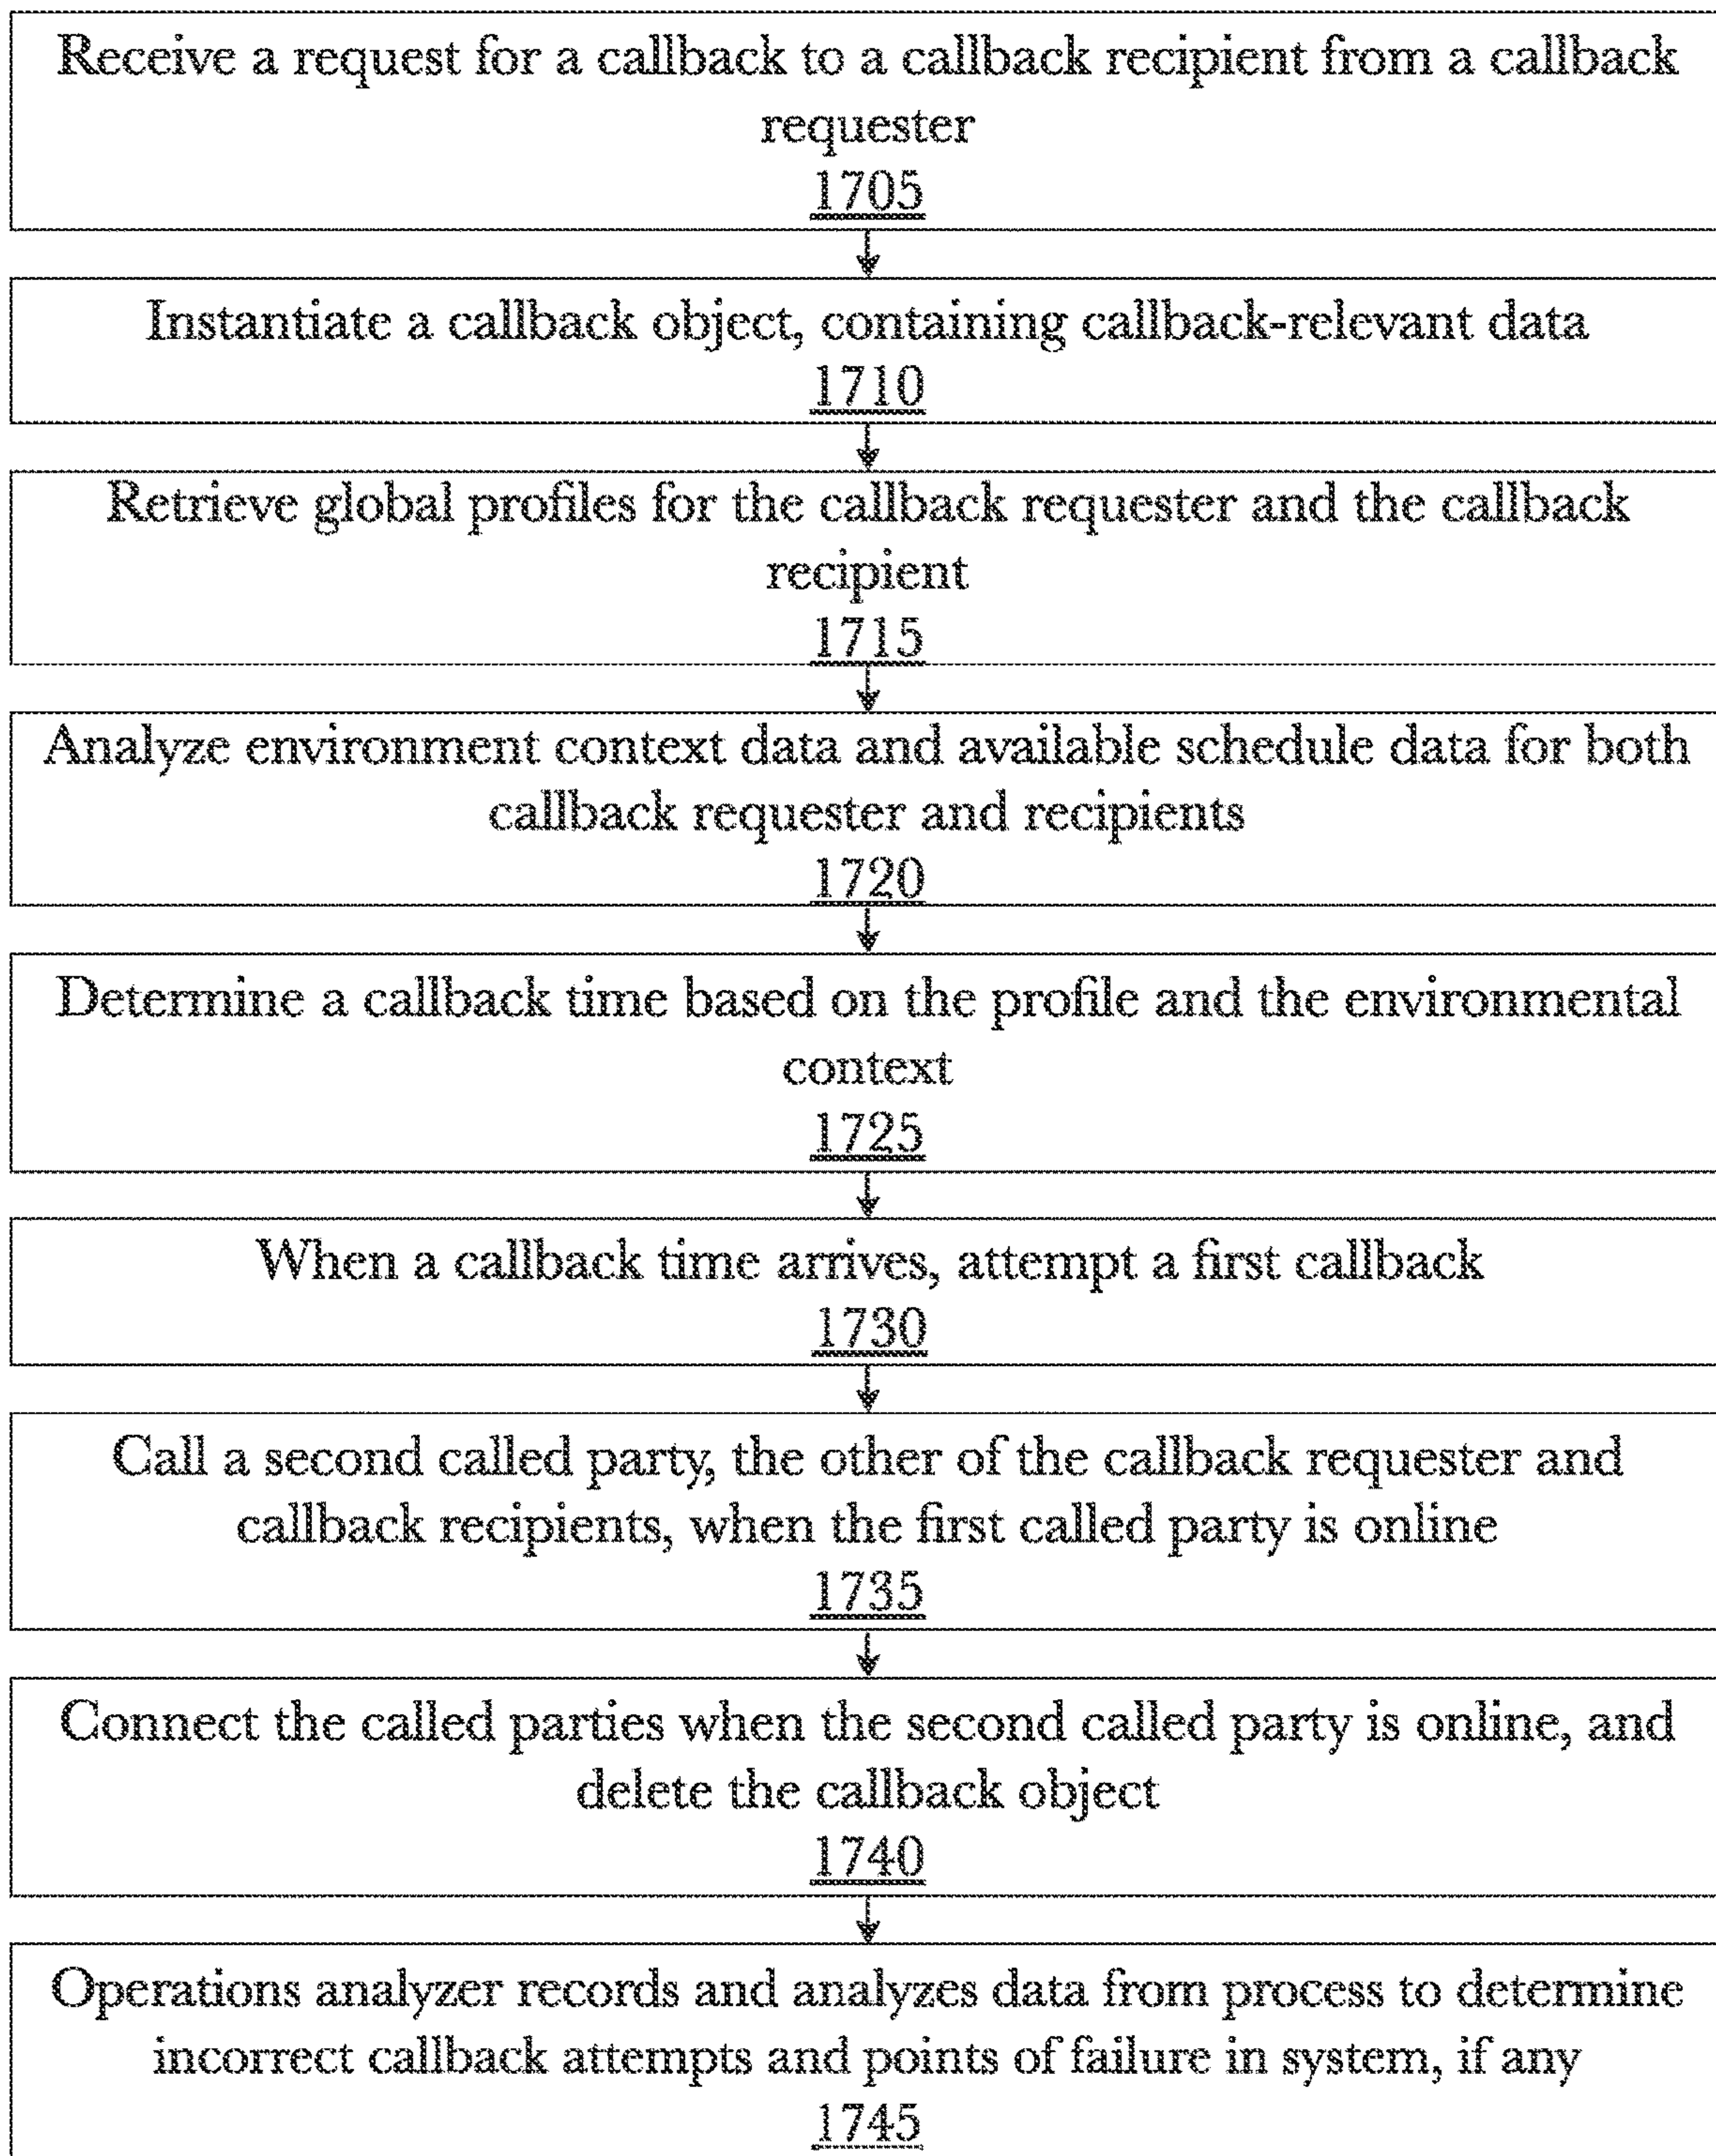 Receive a request for a callback to a callback recipient from a callback
requester
1705
Instantiate a callback object, containing callback-relevant data
1710
Retrieve global profiles for the callback requester and the callback
recipient
1715
Analyze environment context data and available schedule data for both
callback requester and recipients
1720
Determine a callback time based on the profile and the environmental
context
1725
When a callback time arrives, attempt a first callback
1730
Call a second called party, the other of the callback requester and
callback recipients, when the first called party is online
1735
Connect the called parties when the second called party is online, and
delete the callback object
1740
Operations analyzer records and analyzes data from process to determine
incorrect callback attempts and points of failure in system, if any
1745